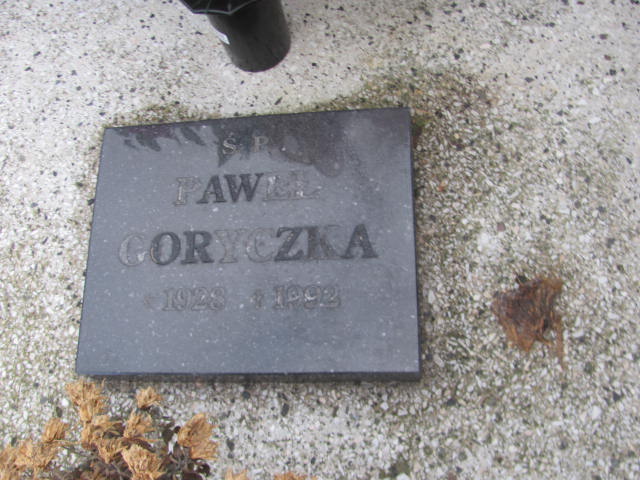 Ś.P.
PAWEŁ
GORYCZKA
* 1928 † 1992